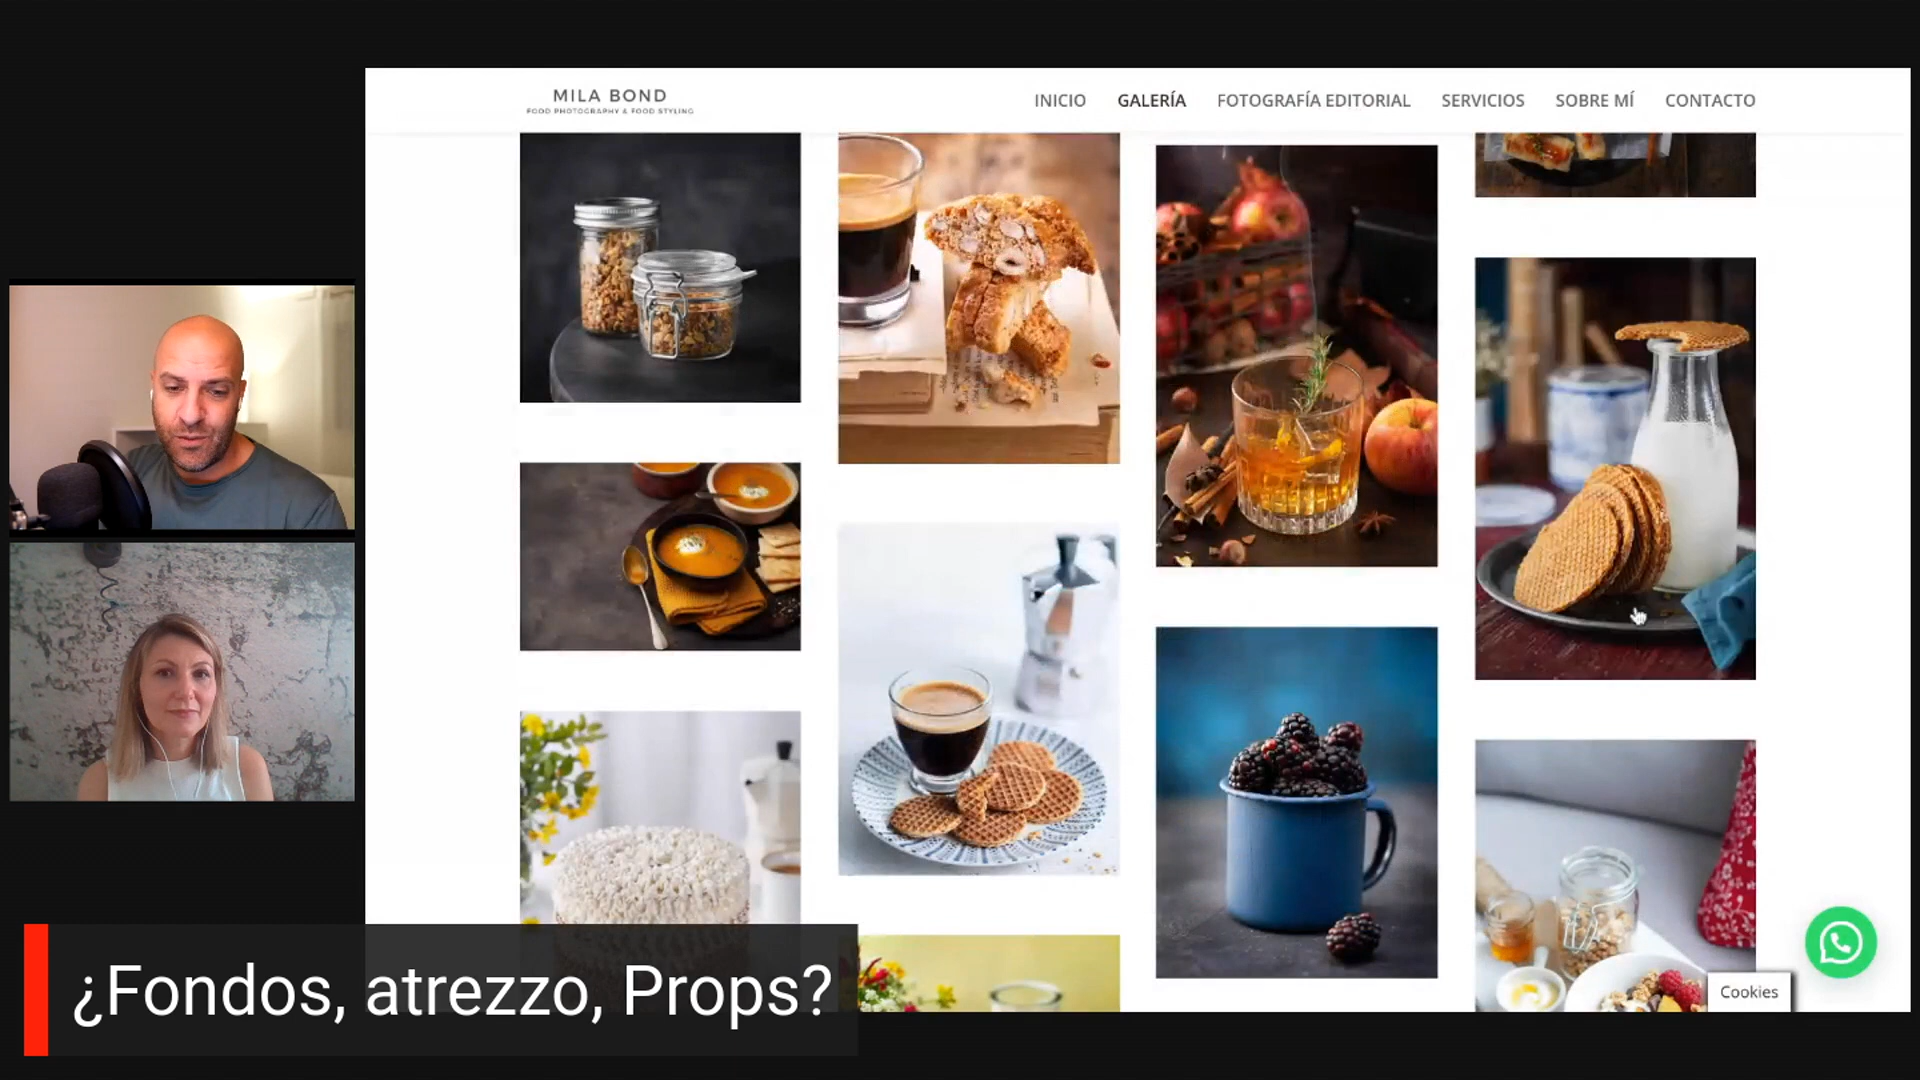 MILA BOND
FOOD PHOTOGRAPHY & FOOD STYLING
INICIO
GALERÍA
FOTOGRAFÍA EDITORIAL
SERVICIOS
SOBRE MÍ
CONTACTO
¿Fondos, atrezzo, Props?
Cookies